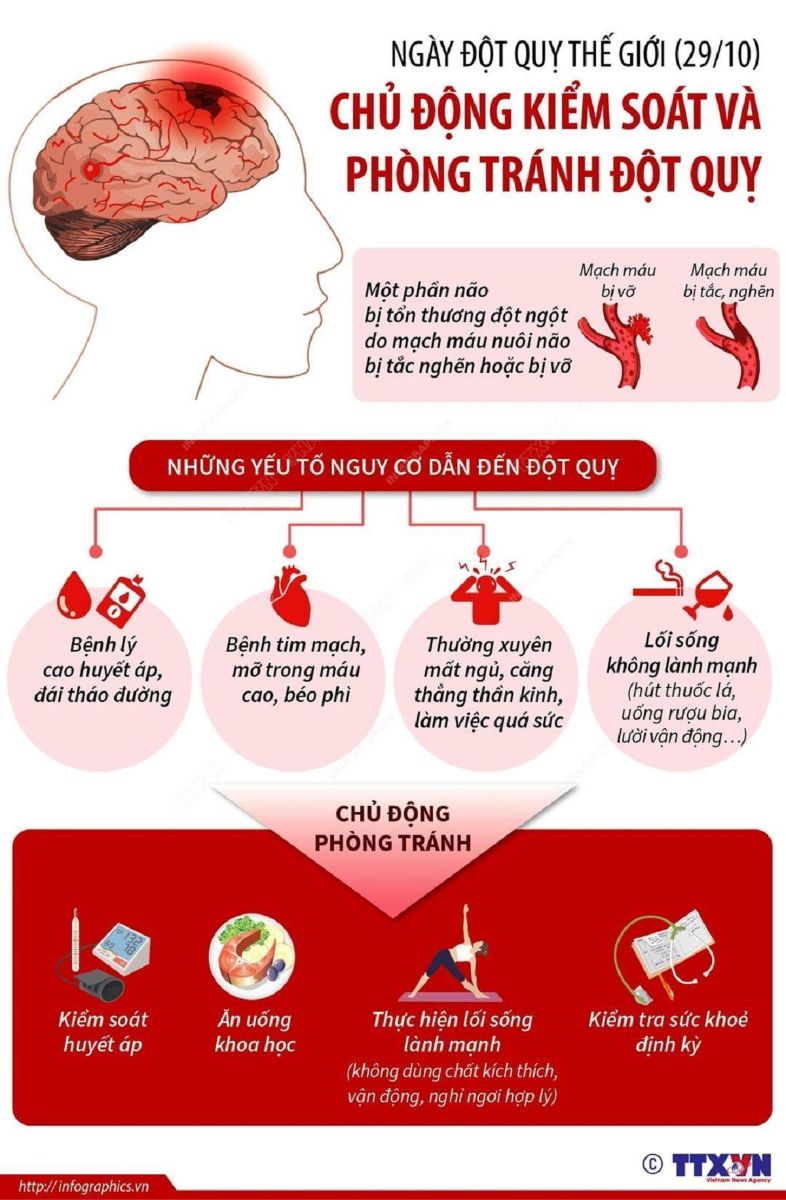 NGÀY ĐỘT QUỴ THẾ GIỚI (29/10)
CHỦ ĐỘNG KIỂM SOÁT VÀ
PHÒNG TRÁNH ĐỘT QUỴ
Một phần não
bị tổn thương đột ngột
do mạch máu nuôi não
bị tắc nghẽn hoặc bị vỡ
Mạch máu
bị vỡ
Mạch máu
bị tắc, nghẽn
NHỮNG YẾU TỐ NGUY CƠ DẪN ĐẾN ĐỘT QUỴ
Bệnh lý
cao huyết áp,
đái tháo đường
Bệnh tim mạch,
mỡ trong máu
cao, béo phì
Thường xuyên
mất ngủ, căng
thẳng thần kinh,
làm việc quá sức
Lối sống
không lành mạnh
(hút thuốc lá,
uống rượu bia,
lười vận động...)
CHỦ ĐỘNG
PHÒNG TRÁNH
Kiểm soát
huyết áp
Ăn uống
khoa học
Thực hiện lối sống
lành mạnh
(không dùng chất kích thích,
vận động, nghỉ ngơi hợp lý)
Kiểm tra sức khoẻ
định kỳ
http://infographics.vn
© TTXVN
Vietnam News Agency